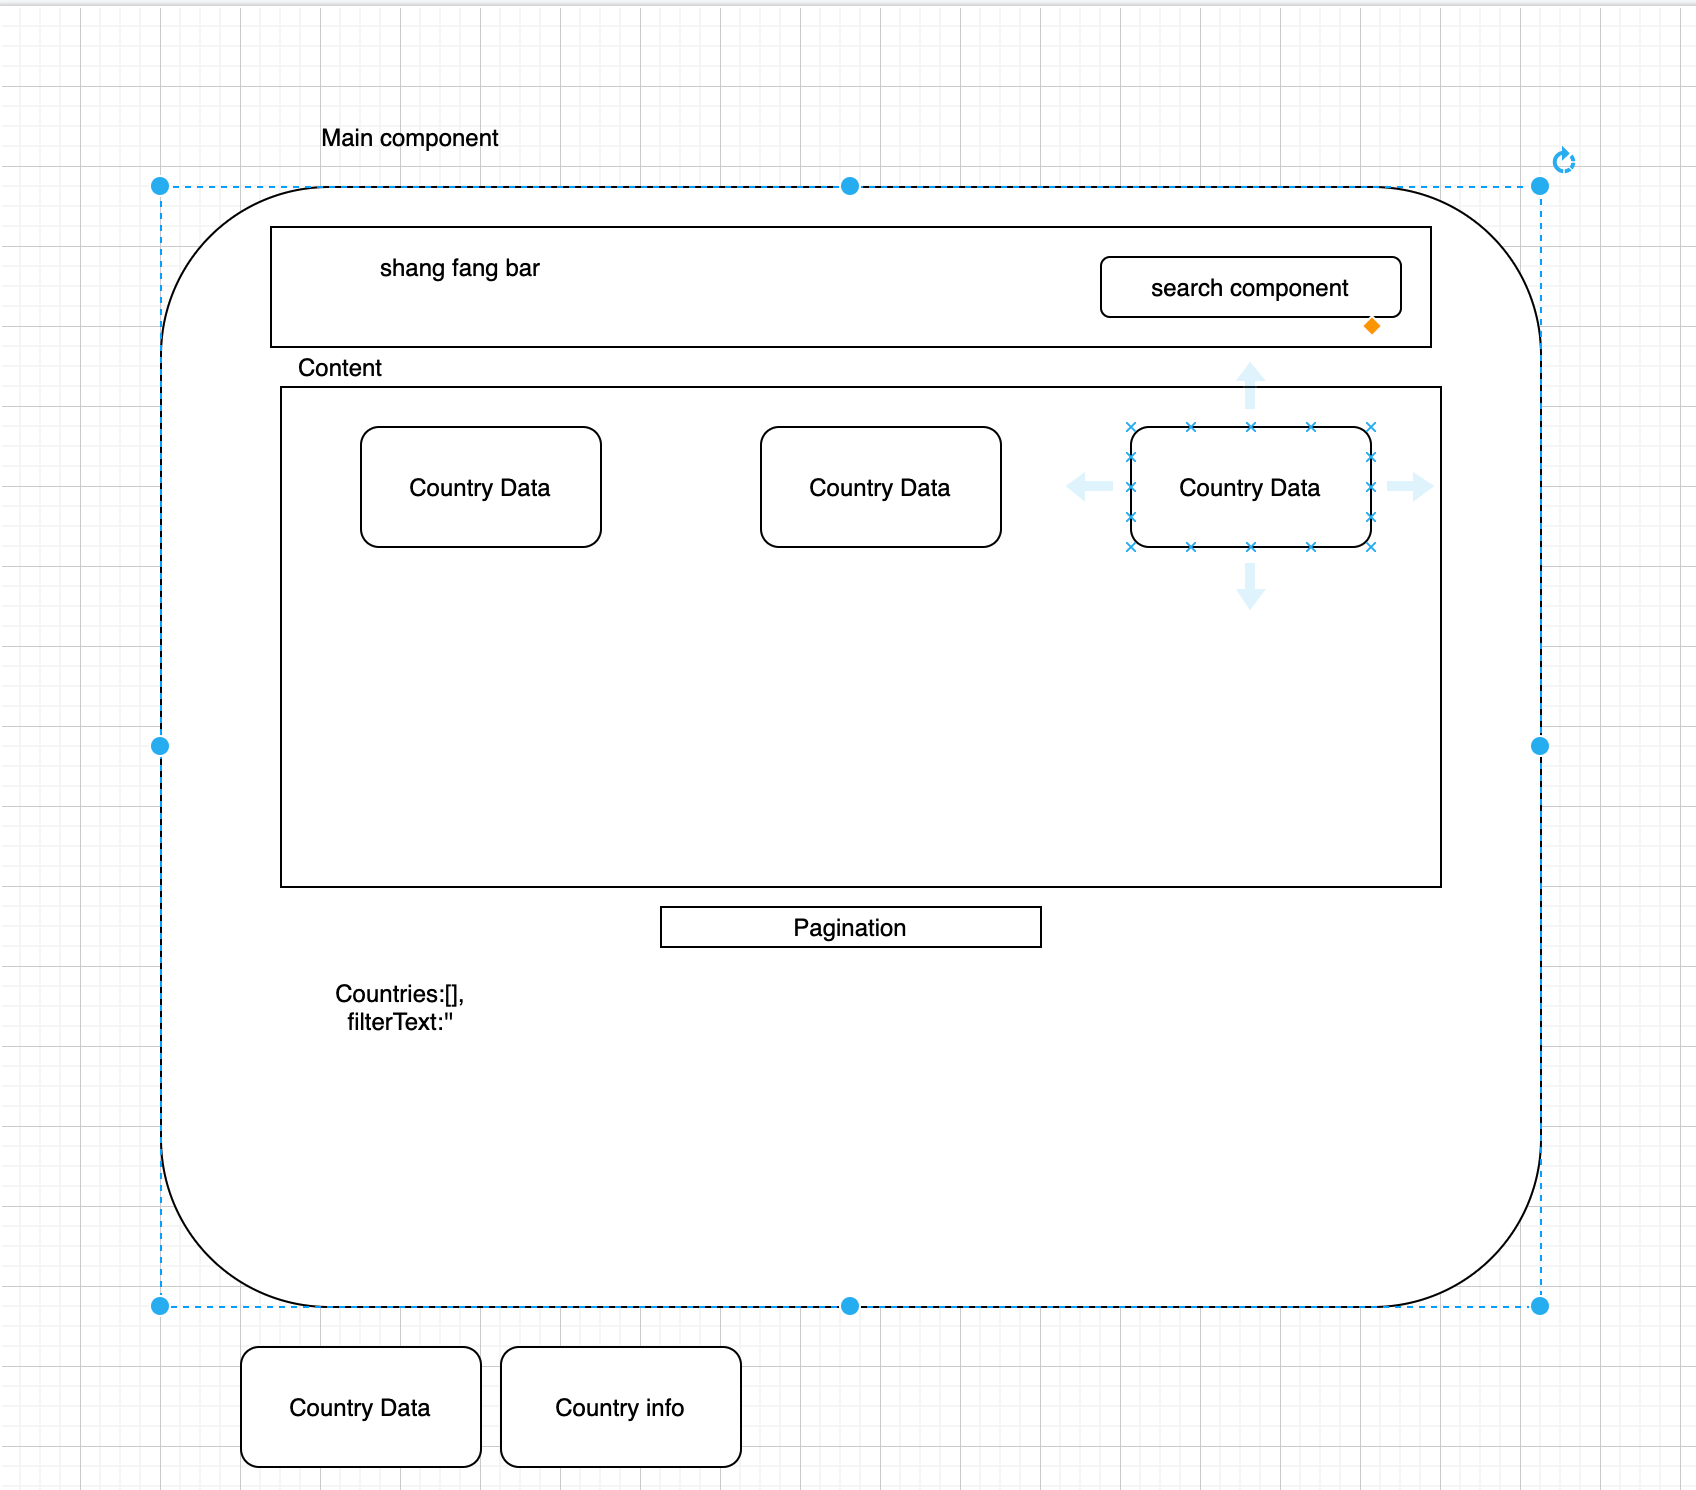 Main component
shang fang bar
search component
Content
Country Data
Country Data
Country Data
Pagination
Countries:[],
filterText:''
Country Data
Country info